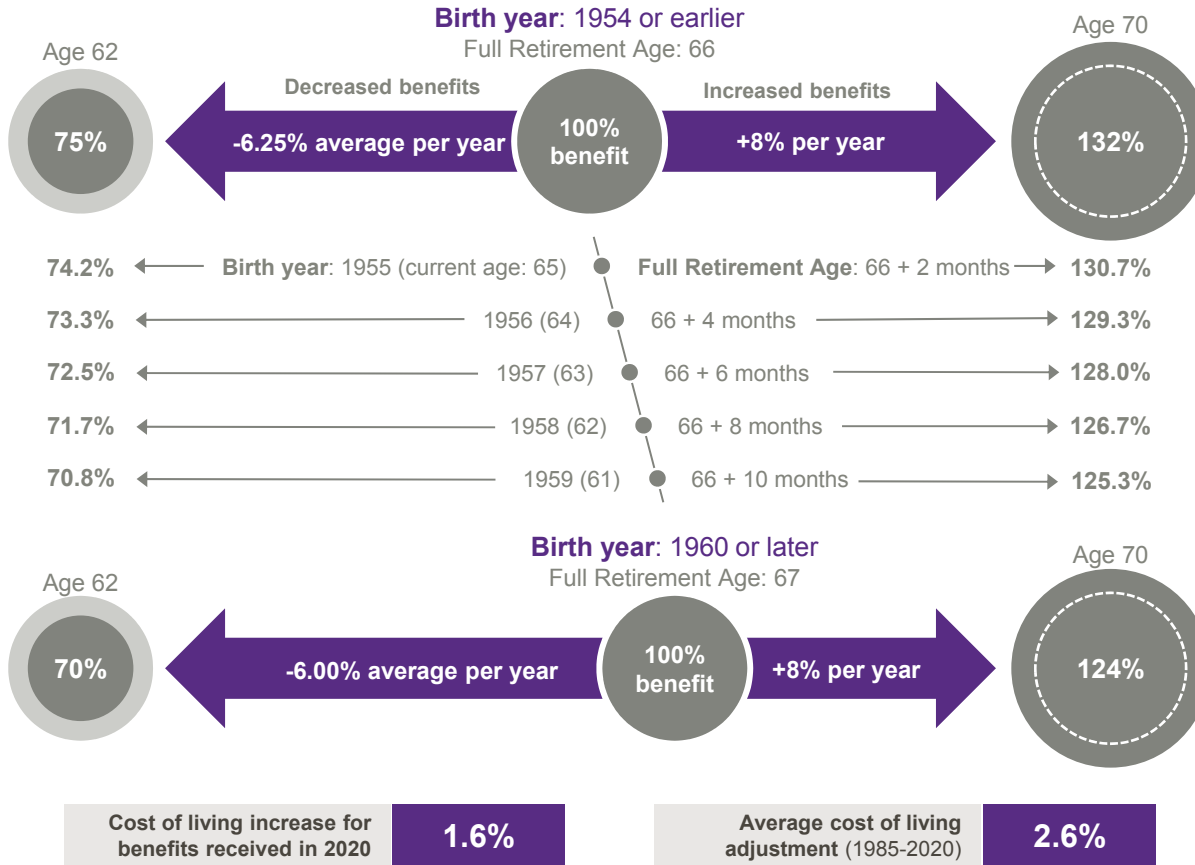 Birth year: 1954 or earlier
Full Retirement Age: 66
Age 62
Age 70
Decreased benefits
Increased benefits
75%
-6.25% average per year
100%
benefit
+8% per year
132%
74.2%
Birth year: 1955 (current age: 65)
Full Retirement Age: 66 + 2 months
130.7%
73.3%
1956 (64)
66 + 4 months
129.3%
72.5%
1957 (63)
66 + 6 months
128.0%
71.7%
1958 (62)
66 + 8 months
126.7%
70.8%
1959 (61)
66 + 10 months
125.3%
Birth year: 1960 or later
Full Retirement Age: 67
Age 62
Age 70
70%
-6.00% average per year
100%
benefit
+8% per year
124%
Cost of living increase for
benefits received in 2020
1.6%
Average cost of living
adjustment (1985-2020)
2.6%